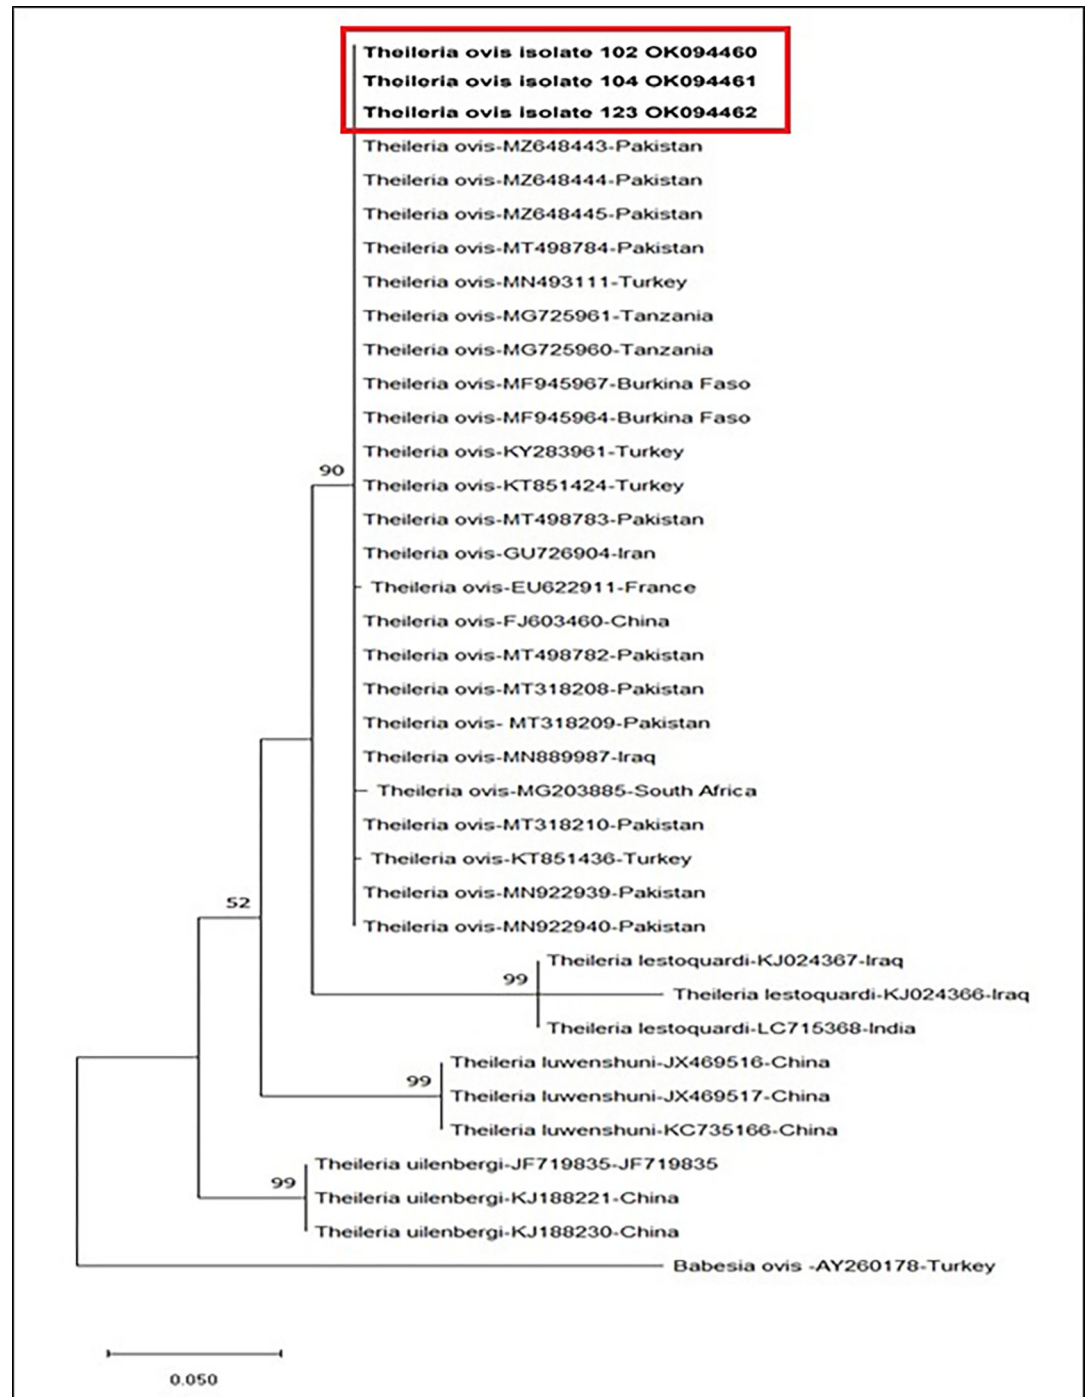 Theileria ovis isolate 102 OK094460
Theileria ovis isolate 104 OK094461
Theileria ovis isolate 123 OK094462
Theileria ovis-MZ648443-Pakistan
Theileria ovis-MZ648444-Pakistan
Theileria ovis-MZ648445-Pakistan
Theileria ovis-MT498784-Pakistan
Theileria ovis-MN493111-Turkey
Theileria ovis-MG725961-Tanzania
Theileria ovis-MG725960-Tanzania
Theileria ovis-MF945967-Burkina Faso
Theileria ovis-MF945964-Burkina Faso
Theileria ovis-KY283961-Turkey
90
Theileria ovis-KT851424-Turkey
Theileria ovis-MT498783-Pakistan
Theileria ovis-GU726904-Iran
Theileria ovis-EU622911-France
Theileria ovis-FJ603460-China
Theileria ovis-MT498782-Pakistan
Theileria ovis-MT318208-Pakistan
Theileria ovis- MT318209-Pakistan
Theileria ovis-MN889987-Iraq
Theileria ovis-MG203885-South Africa
Theileria ovis-MT318210-Pakistan
Theileria ovis-KT851436-Turkey
Theileria ovis-MN922939-Pakistan
52
Theileria ovis-MN922940-Pakistan
Theileria lestoquardi-KJ024367-Iraq
99
Theileria lestoquardi-KJ024366-Iraq
Theileria lestoquardi-LC715368-India
Theileria luwenshuni-JX469516-China
99
Theileria luwenshuni-JX469517-China
Theileria luwenshuni-KC735166-China
Theileria uilenbergi-JF719835-JF719835
99
Theileria uilenbergi-KJ188221-China
Theileria uilenbergi-KJ188230-China
Babesia ovis -AY260178-Turkey
0.050